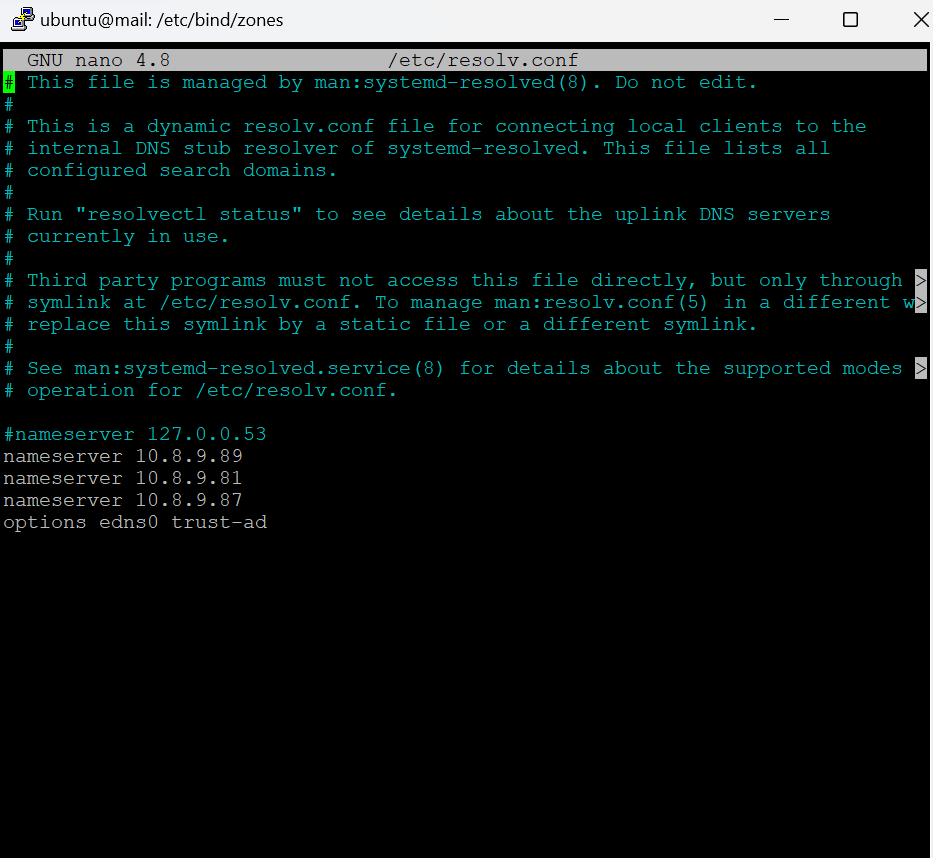 ubuntu@mail: /etc/bind/zones
GNU nano 4.8 /etc/resolv.conf
# This file is managed by man:systemd-resolved(8). Do not edit.
#
# This is a dynamic resolv.conf file for connecting local clients to the
# internal DNS stub resolver of systemd-resolved. This file lists all
# configured search domains.
#
# Run "resolvectl status" to see details about the uplink DNS servers
# currently in use.
#
# Third party programs must not access this file directly, but only through >
# symlink at /etc/resolv.conf. To manage man:resolv.conf(5) in a different w>
# replace this symlink by a static file or a different symlink.
#
# See man:systemd-resolved.service(8) for details about the supported modes >
# operation for /etc/resolv.conf.
#nameserver 127.0.0.53
nameserver 10.8.9.89
nameserver 10.8.9.81
nameserver 10.8.9.87
options edns0 trust-ad